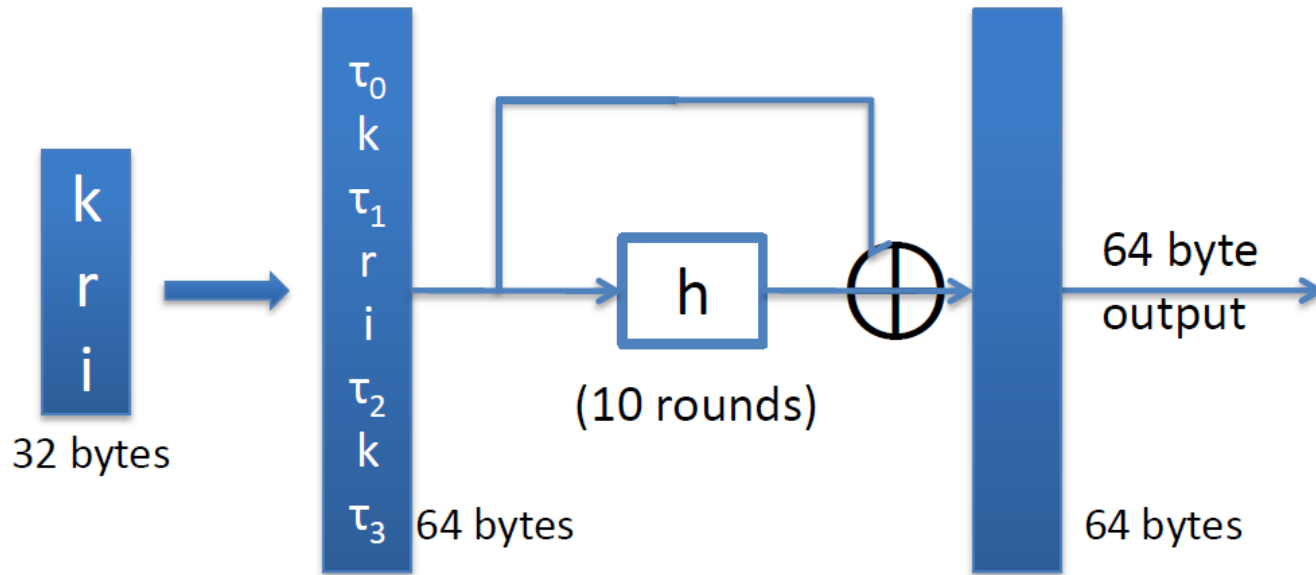 k
r
i
32 bytes
τ₀
k
τ₁
r
i
τ₂
k
τ₃
64 bytes
h
(10 rounds)
64 byte
output
64 bytes